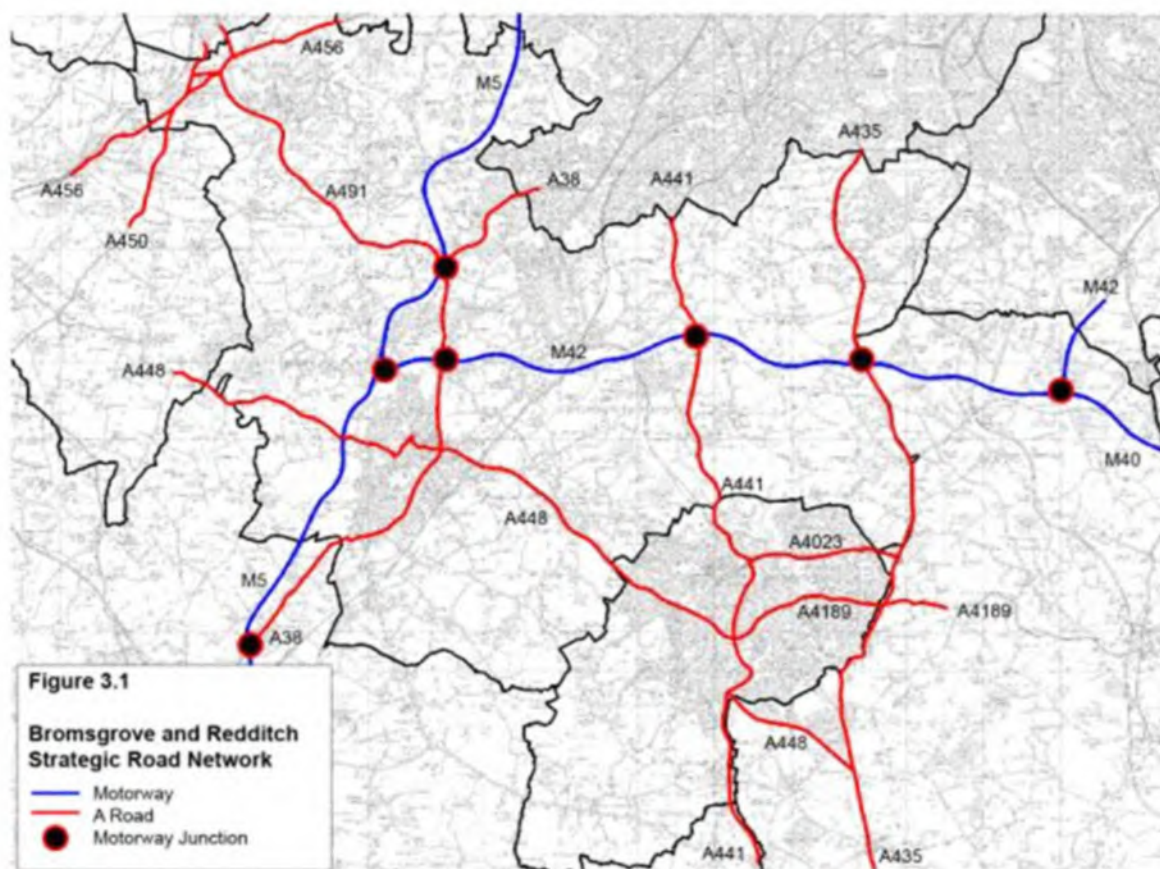 A456
M5
A435
A456
A491
A38
A441
A450
M42
A448
M42
M40
A441
A448
A4023
M5
A4189
A4189
A38
Figure 3.1
Bromsgrove and Redditch
Strategic Road Network
Motorway
A Road
Motorway Junction
A448
A441
A435